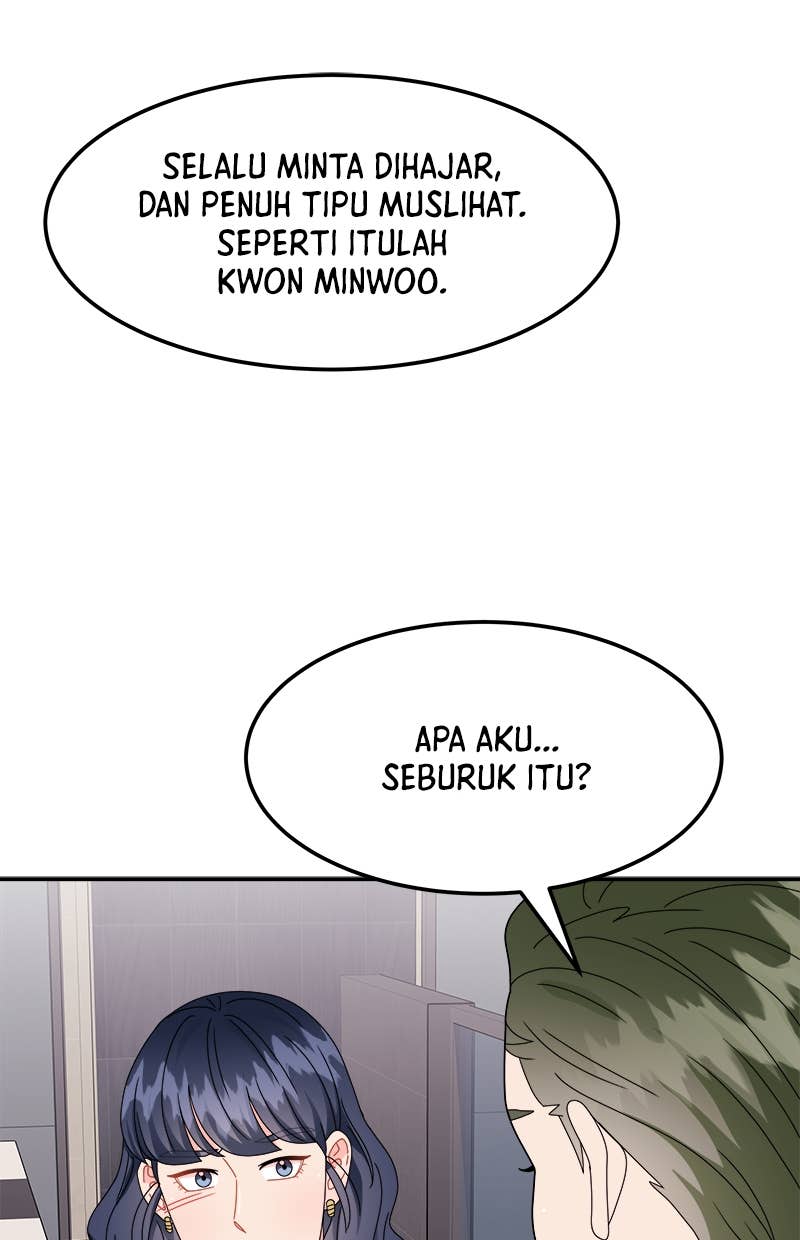 SELALU MINTA DIHAJAR,
DAN PENUH TIPU MUSLIHAT.
SEPERTI ITULAH
KWON MINWOO.
APA AKU...
SEBURUK ITU?